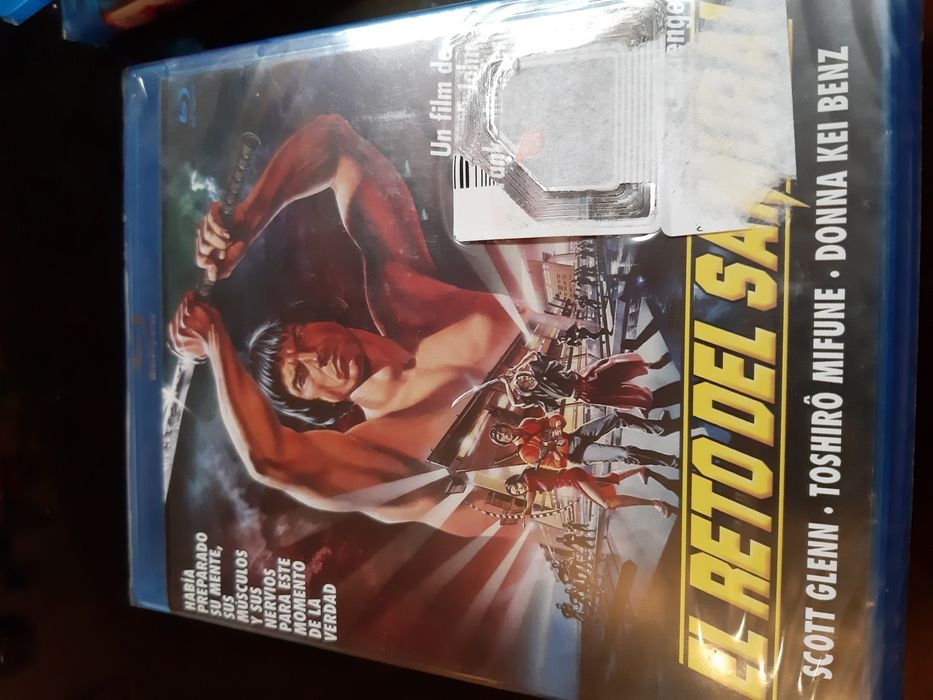 HABÍA
PREPARADO
SU MENTE,
SUS
MÚSCULOS
Y SUS
NERVIOS
PARA ESTE
MOMENTO
DE LA
VERDAD
Un film de
EL RETO DEL SA
SCOTT GLENN · TOSHIRÔ MIFUNE · DONNA KEI BENZ